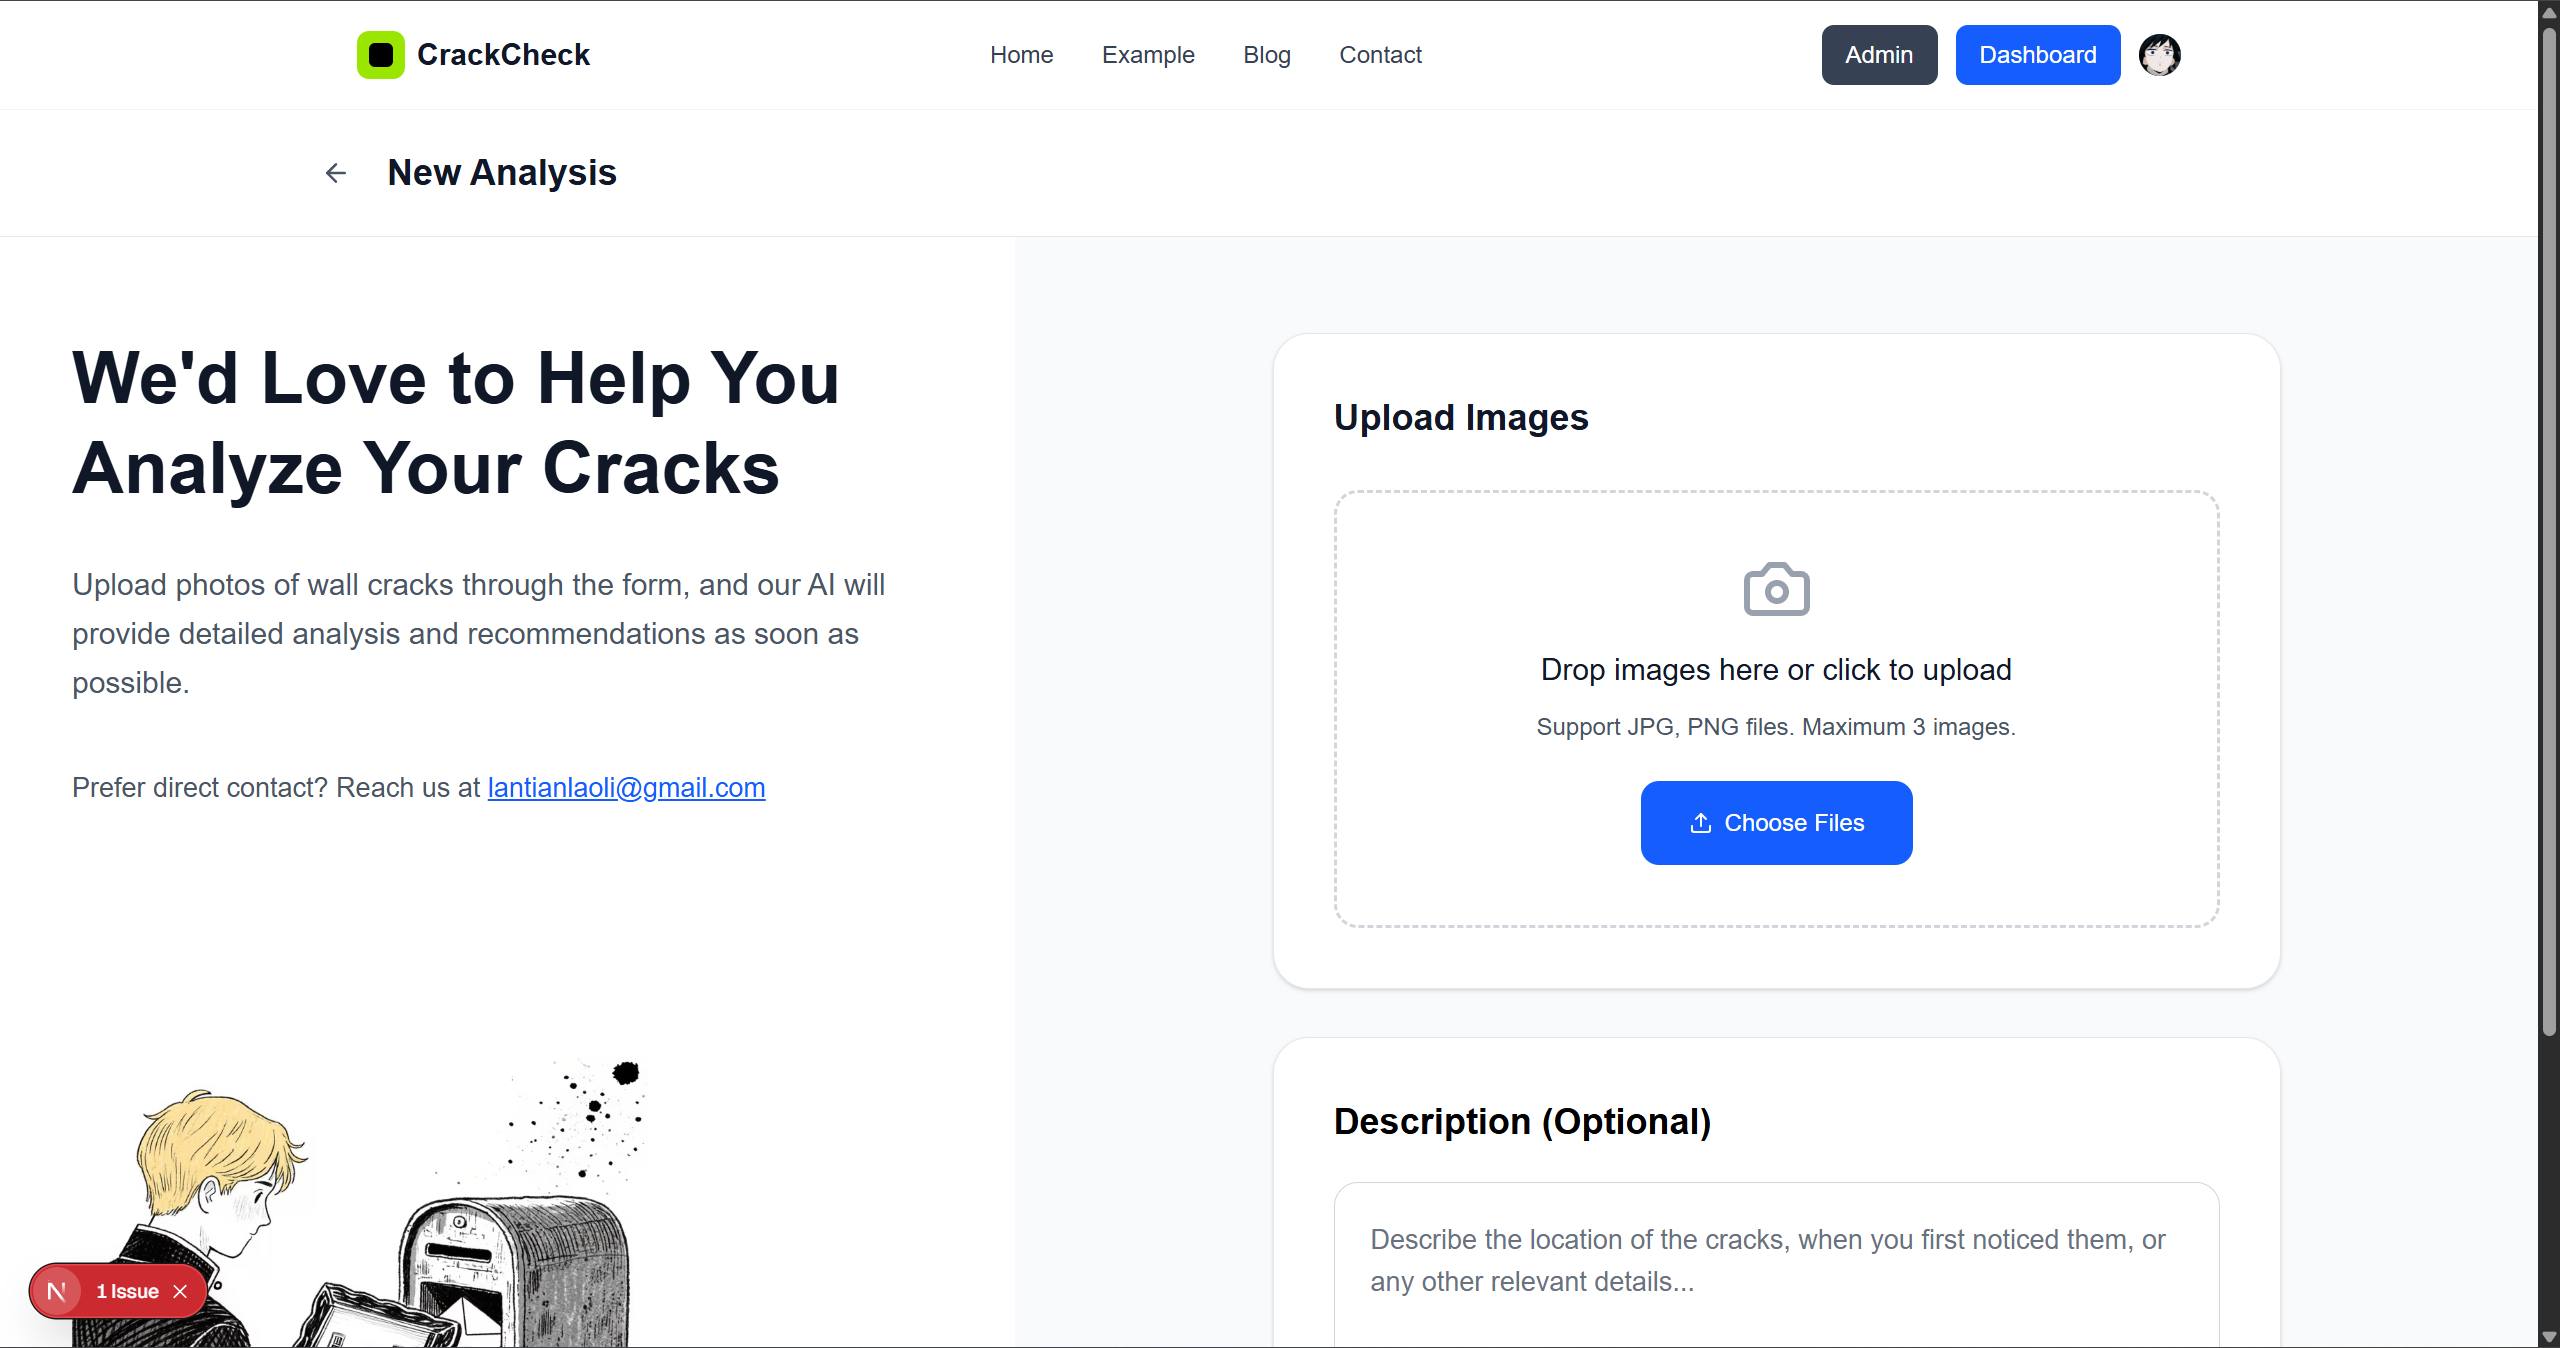 CrackCheck
Home
Example
Blog
Contact
Admin
Dashboard
New Analysis
We'd Love to Help You
Analyze Your Cracks
Upload photos of wall cracks through the form, and our AI will
provide detailed analysis and recommendations as soon as
possible.
Prefer direct contact? Reach us at lantianlaoli@gmail.com
N
1 Issue
Upload Images
Drop images here or click to upload
Support JPG, PNG files. Maximum 3 images.
Choose Files
Description (Optional)
Describe the location of the cracks, when you first noticed them, or
any other relevant details...